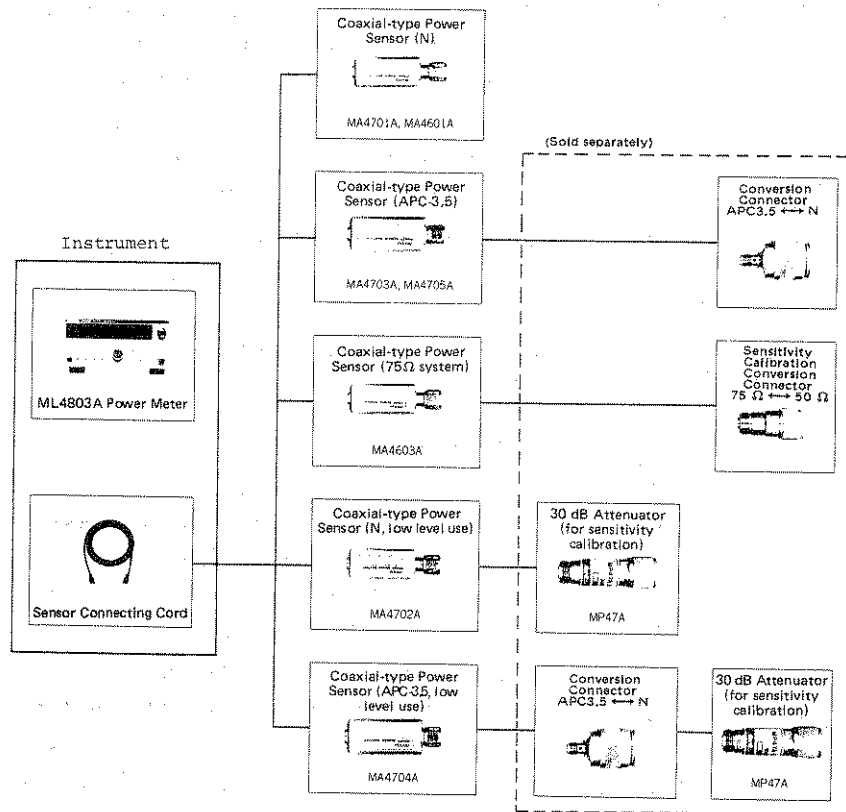 Coaxial-type Power
Sensor (N)
MA4701A, MA4601A
(Sold separately)
Coaxial-type Power
Sensor (APC-3.5)
MA4703A, MA4705A
Conversion
Connector
APC3.5 ↔ N
Instrument
ML4803A Power Meter
Coaxial-type Power
Sensor (75Ω system)
MA4603A
Sensitivity
Calibration
Conversion
Connector
75 Ω ↔ 50 Ω
Sensor Connecting Cord
Coaxial-type Power
Sensor (N, low level use)
MA4702A
30 dB Attenuator
(for sensitivity
calibration)
MP47A
Coaxial-type Power
Sensor (APC-3.5, low
level use)
MA4704A
Conversion
Connector
APC3.5 ↔ N
30 dB Attenuator
(for sensitivity
calibration)
MP47A